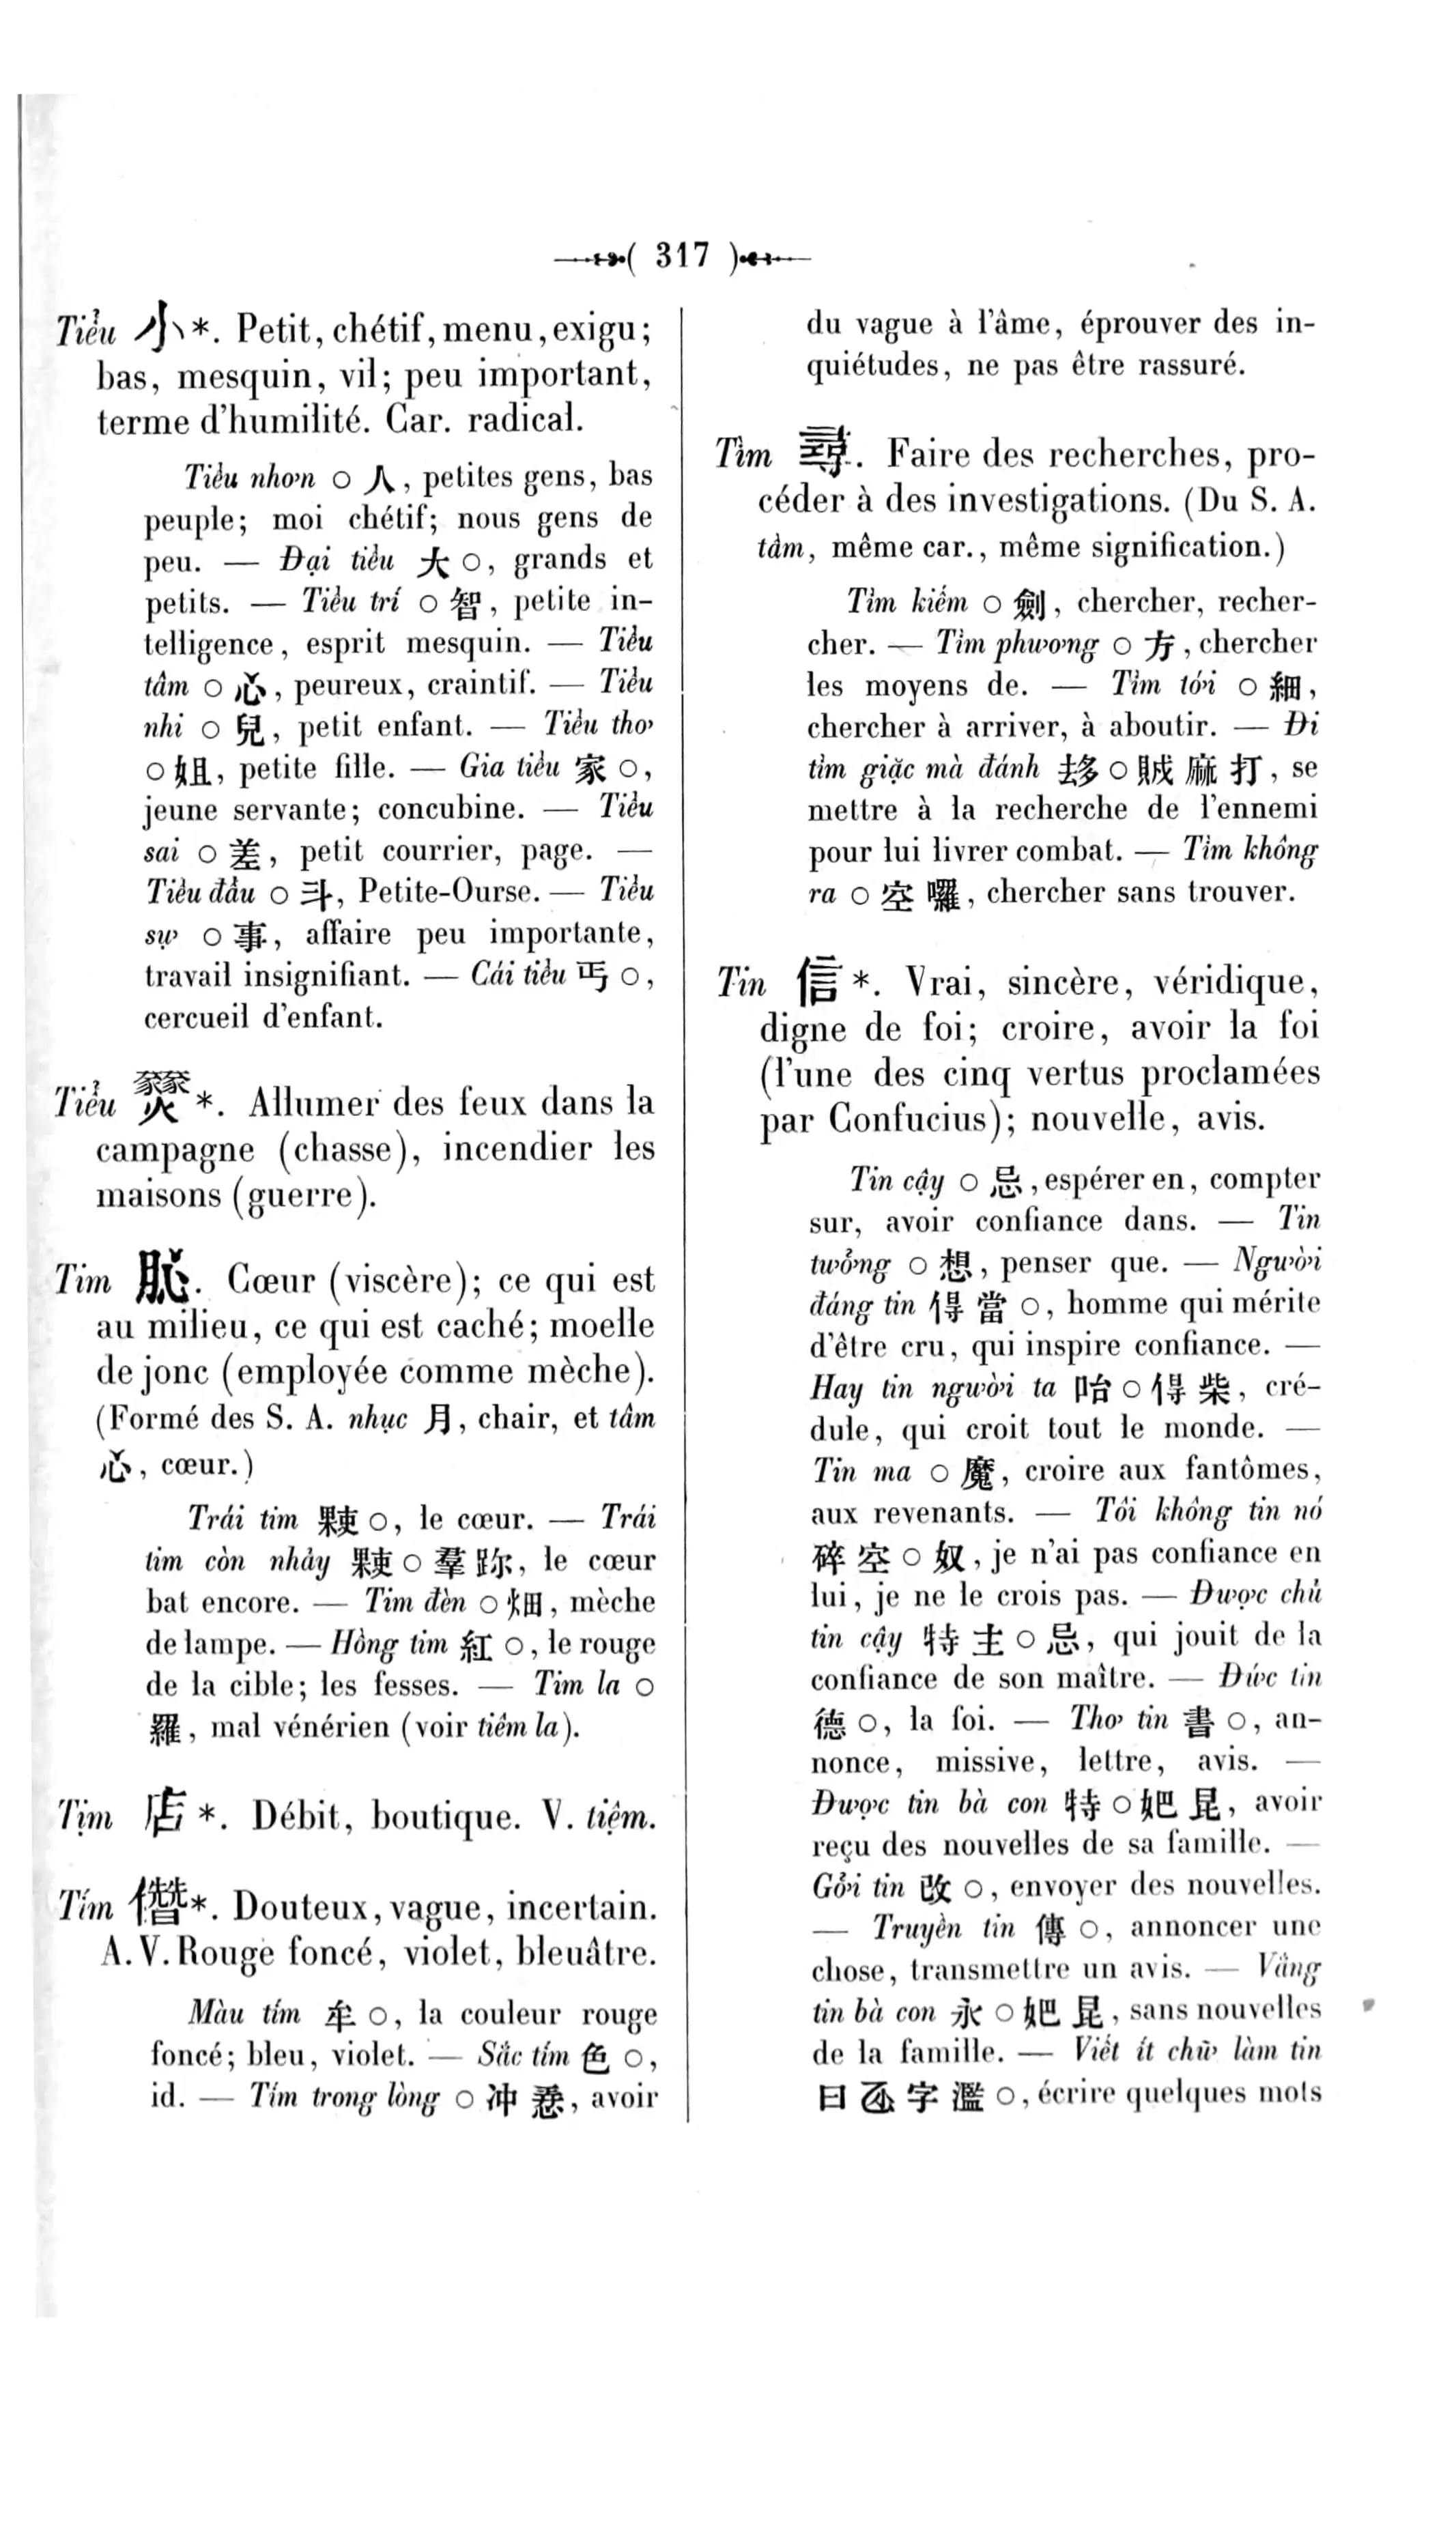 ( 317 )
Tiểu 小*. Petit, chétif, menu, exigu;
bas, mesquin, vil; peu important,
terme d'humilité. Car. radical.
Tiểu nhơn ○ 人, petites gens, bas
peuple; moi chétif; nous gens de
peu. — Đại tiểu 大 ○, grands et
petits. — Tiểu trí ○ 智, petite in-
telligence, esprit mesquin. — Tiểu
tâm ○ 心, peureux, craintif. — Tiểu
nhi ○ 兒, petit enfant. — Tiểu thơ
○ 姐, petite fille. — Gia tiểu 家 ○,
jeune servante; concubine. — Tiểu
sai ○ 差, petit courrier, page. —
Tiểu đẩu ○ 斗, Petite-Ourse. — Tiểu
sự ○ 事, affaire peu importante,
travail insignifiant. — Cái tiểu 丐 ○,
cercueil d'enfant.
Tiểu 燹 *. Allumer des feux dans la
campagne (chasse), incendier les
maisons (guerre).
Tim 𦙦. Cœur (viscère); ce qui est
au milieu, ce qui est caché; moelle
de jonc (employée comme mèche).
(Formé des S. A. nhục 月, chair, et tâm
心, cœur.)
Trái tim ○, le cœur. — Trái
tim còn nhảy ○ 羣, le cœur
bat encore. — Tim đèn ○ 畑, mèche
de lampe. — Hồng tim 紅 ○, le rouge
de la cible; les fesses. — Tim la ○
羅, mal vénérien (voir tiêm la).
Tịm 店 *. Débit, boutique. V. tiệm.
Tím 僭*. Douteux, vague, incertain.
A. V. Rouge foncé, violet, bleuâtre.
Màu tím 牟 ○, la couleur rouge
foncé; bleu, violet. — Sắc tím 色 ○,
id. — Tím trong lòng ○ 冲, avoir
du vague à l'âme, éprouver des in-
quiétudes, ne pas être rassuré.
Tìm 尋. Faire des recherches, pro-
céder à des investigations. (Du S. A.
tầm, même car., même signification.)
Tìm kiếm ○ 劍, chercher, recher-
cher. — Tìm phương ○ 方, chercher
les moyens de. — Tìm tới ○ 細,
chercher à arriver, à aboutir. — Đi
tìm giặc mà đánh 𠫾 ○ 賊 麻 打, se
mettre à la recherche de l'ennemi
pour lui livrer combat. — Tìm không
ra ○ 空 囉, chercher sans trouver.
Tin 信 *. Vrai, sincère, véridique,
digne de foi; croire, avoir la foi
(l'une des cinq vertus proclamées
par Confucius); nouvelle, avis.
Tin cậy ○ 忌, espérer en, compter
sur, avoir confiance dans. — Tin
tưởng ○ 想, penser que. — Người
đáng tin 㝵 當 ○, homme qui mérite
d'être cru, qui inspire confiance. —
Hay tin người ta 咍 ○ 㝵 柴, cré-
dule, qui croit tout le monde. —
Tin ma ○ 魔, croire aux fantômes,
aux revenants. — Tôi không tin nó
碎 空 ○ 奴, je n'ai pas confiance en
lui, je ne le crois pas. — Được chủ
tin cậy 特 主 ○ 忌, qui jouit de la
confiance de son maître. — Đức tin
德 ○, la foi. — Thơ tin 書 ○, an-
nonce, missive, lettre, avis. —
Được tin bà con 特 ○ 妑 昆, avoir
reçu des nouvelles de sa famille. —
Gởi tin 改 ○, envoyer des nouvelles.
— Truyền tin 傳 ○, annoncer une
chose, transmettre un avis. — Vắng
tin bà con 永 ○ 妑 昆, sans nouvelles
de la famille. — Viết ít chữ làm tin
曰 𠃣 字 濫 ○, écrire quelques mots